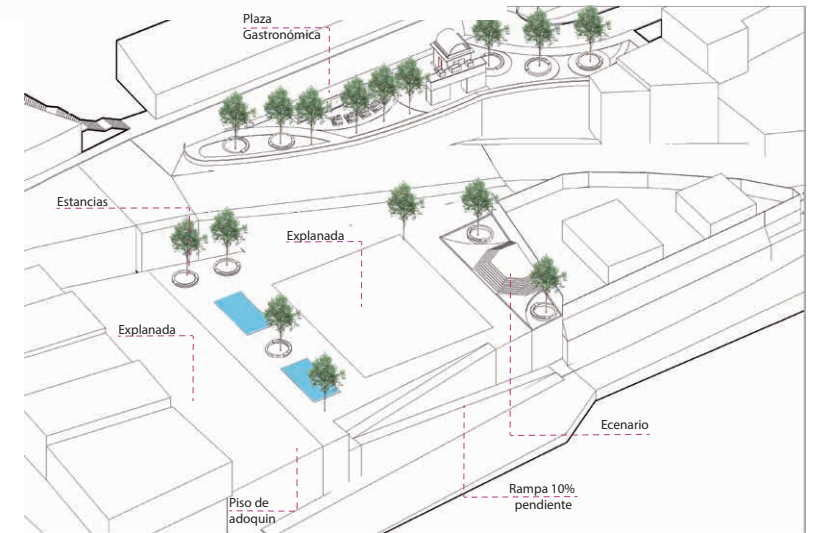 Plaza
Gastronómica
Estancias
Explanada
Explanada
Ecenario
Rampa 10%
pendiente
Piso de
adoquin